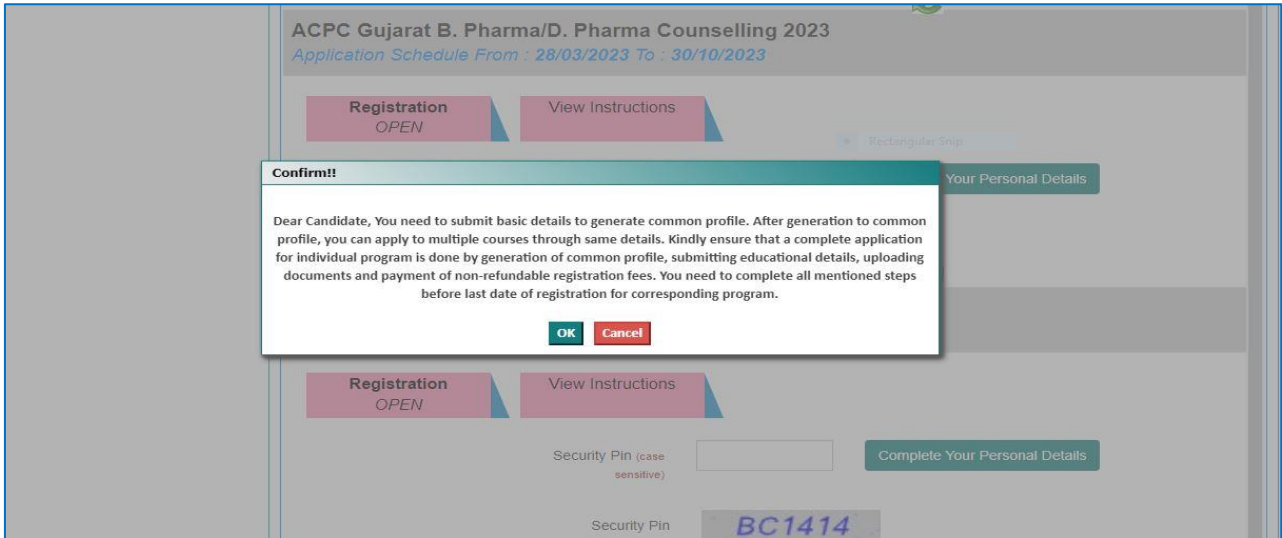 ACPC Gujarat B. Pharma/D. Pharma Counselling 2023
Application Schedule From : 28/03/2023 To : 30/10/2023
Registration
OPEN
View Instructions
Rectangular Snip
Confirm!!
Your Personal Details
Dear Candidate, You need to submit basic details to generate common profile. After generation to common
profile, you can apply to multiple courses through same details. Kindly ensure that a complete application
for individual program is done by generation of common profile, submitting educational details, uploading
documents and payment of non-refundable registration fees. You need to complete all mentioned steps
before last date of registration for corresponding program.
OK Cancel
Registration
OPEN
View Instructions
Security Pin (case
sensitive)
Complete Your Personal Details
Security Pin
BC1414